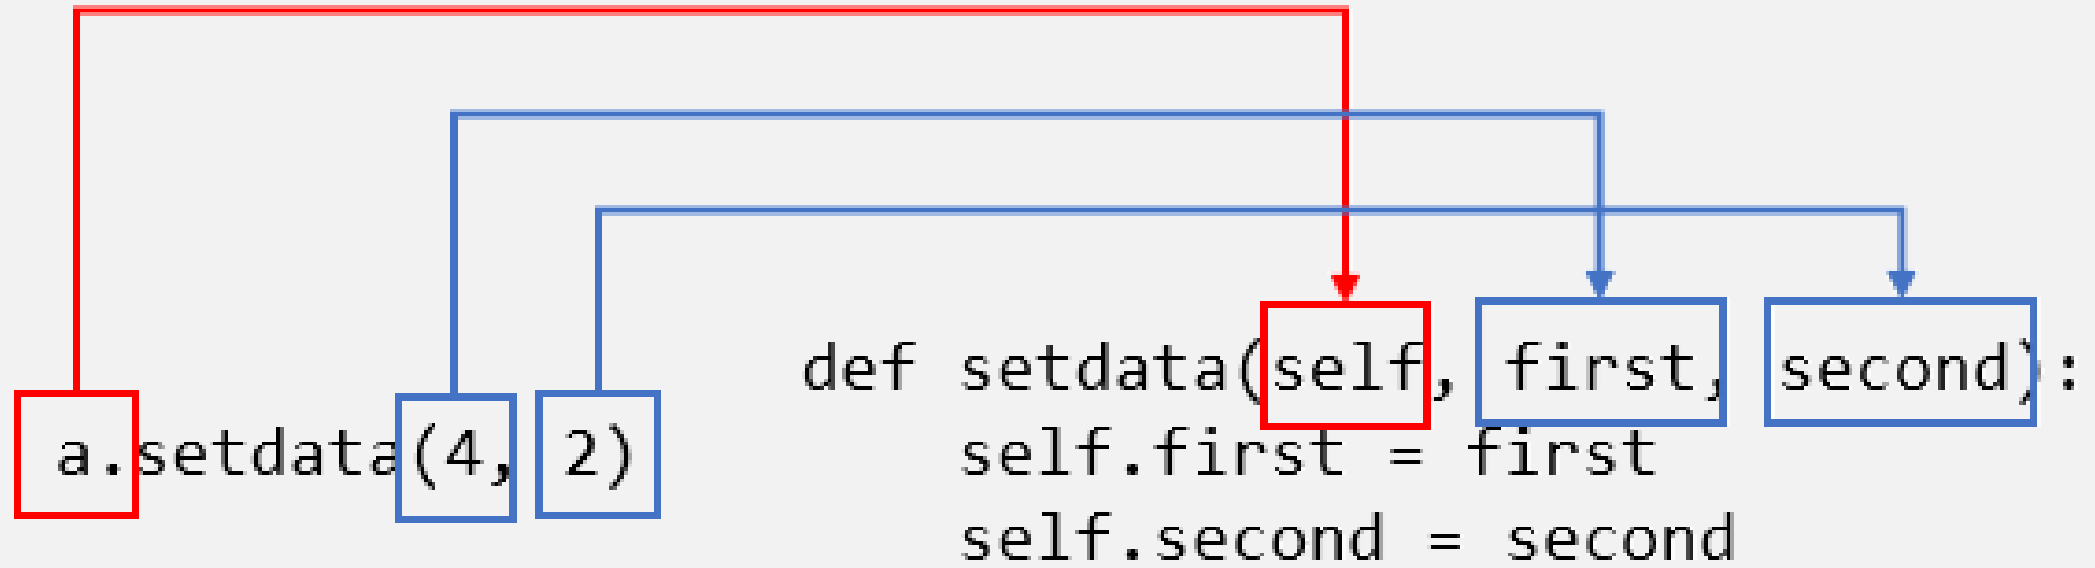 a.setdata(4, 2)
def setdata(self, first, second):
self.first = first
self.second = second